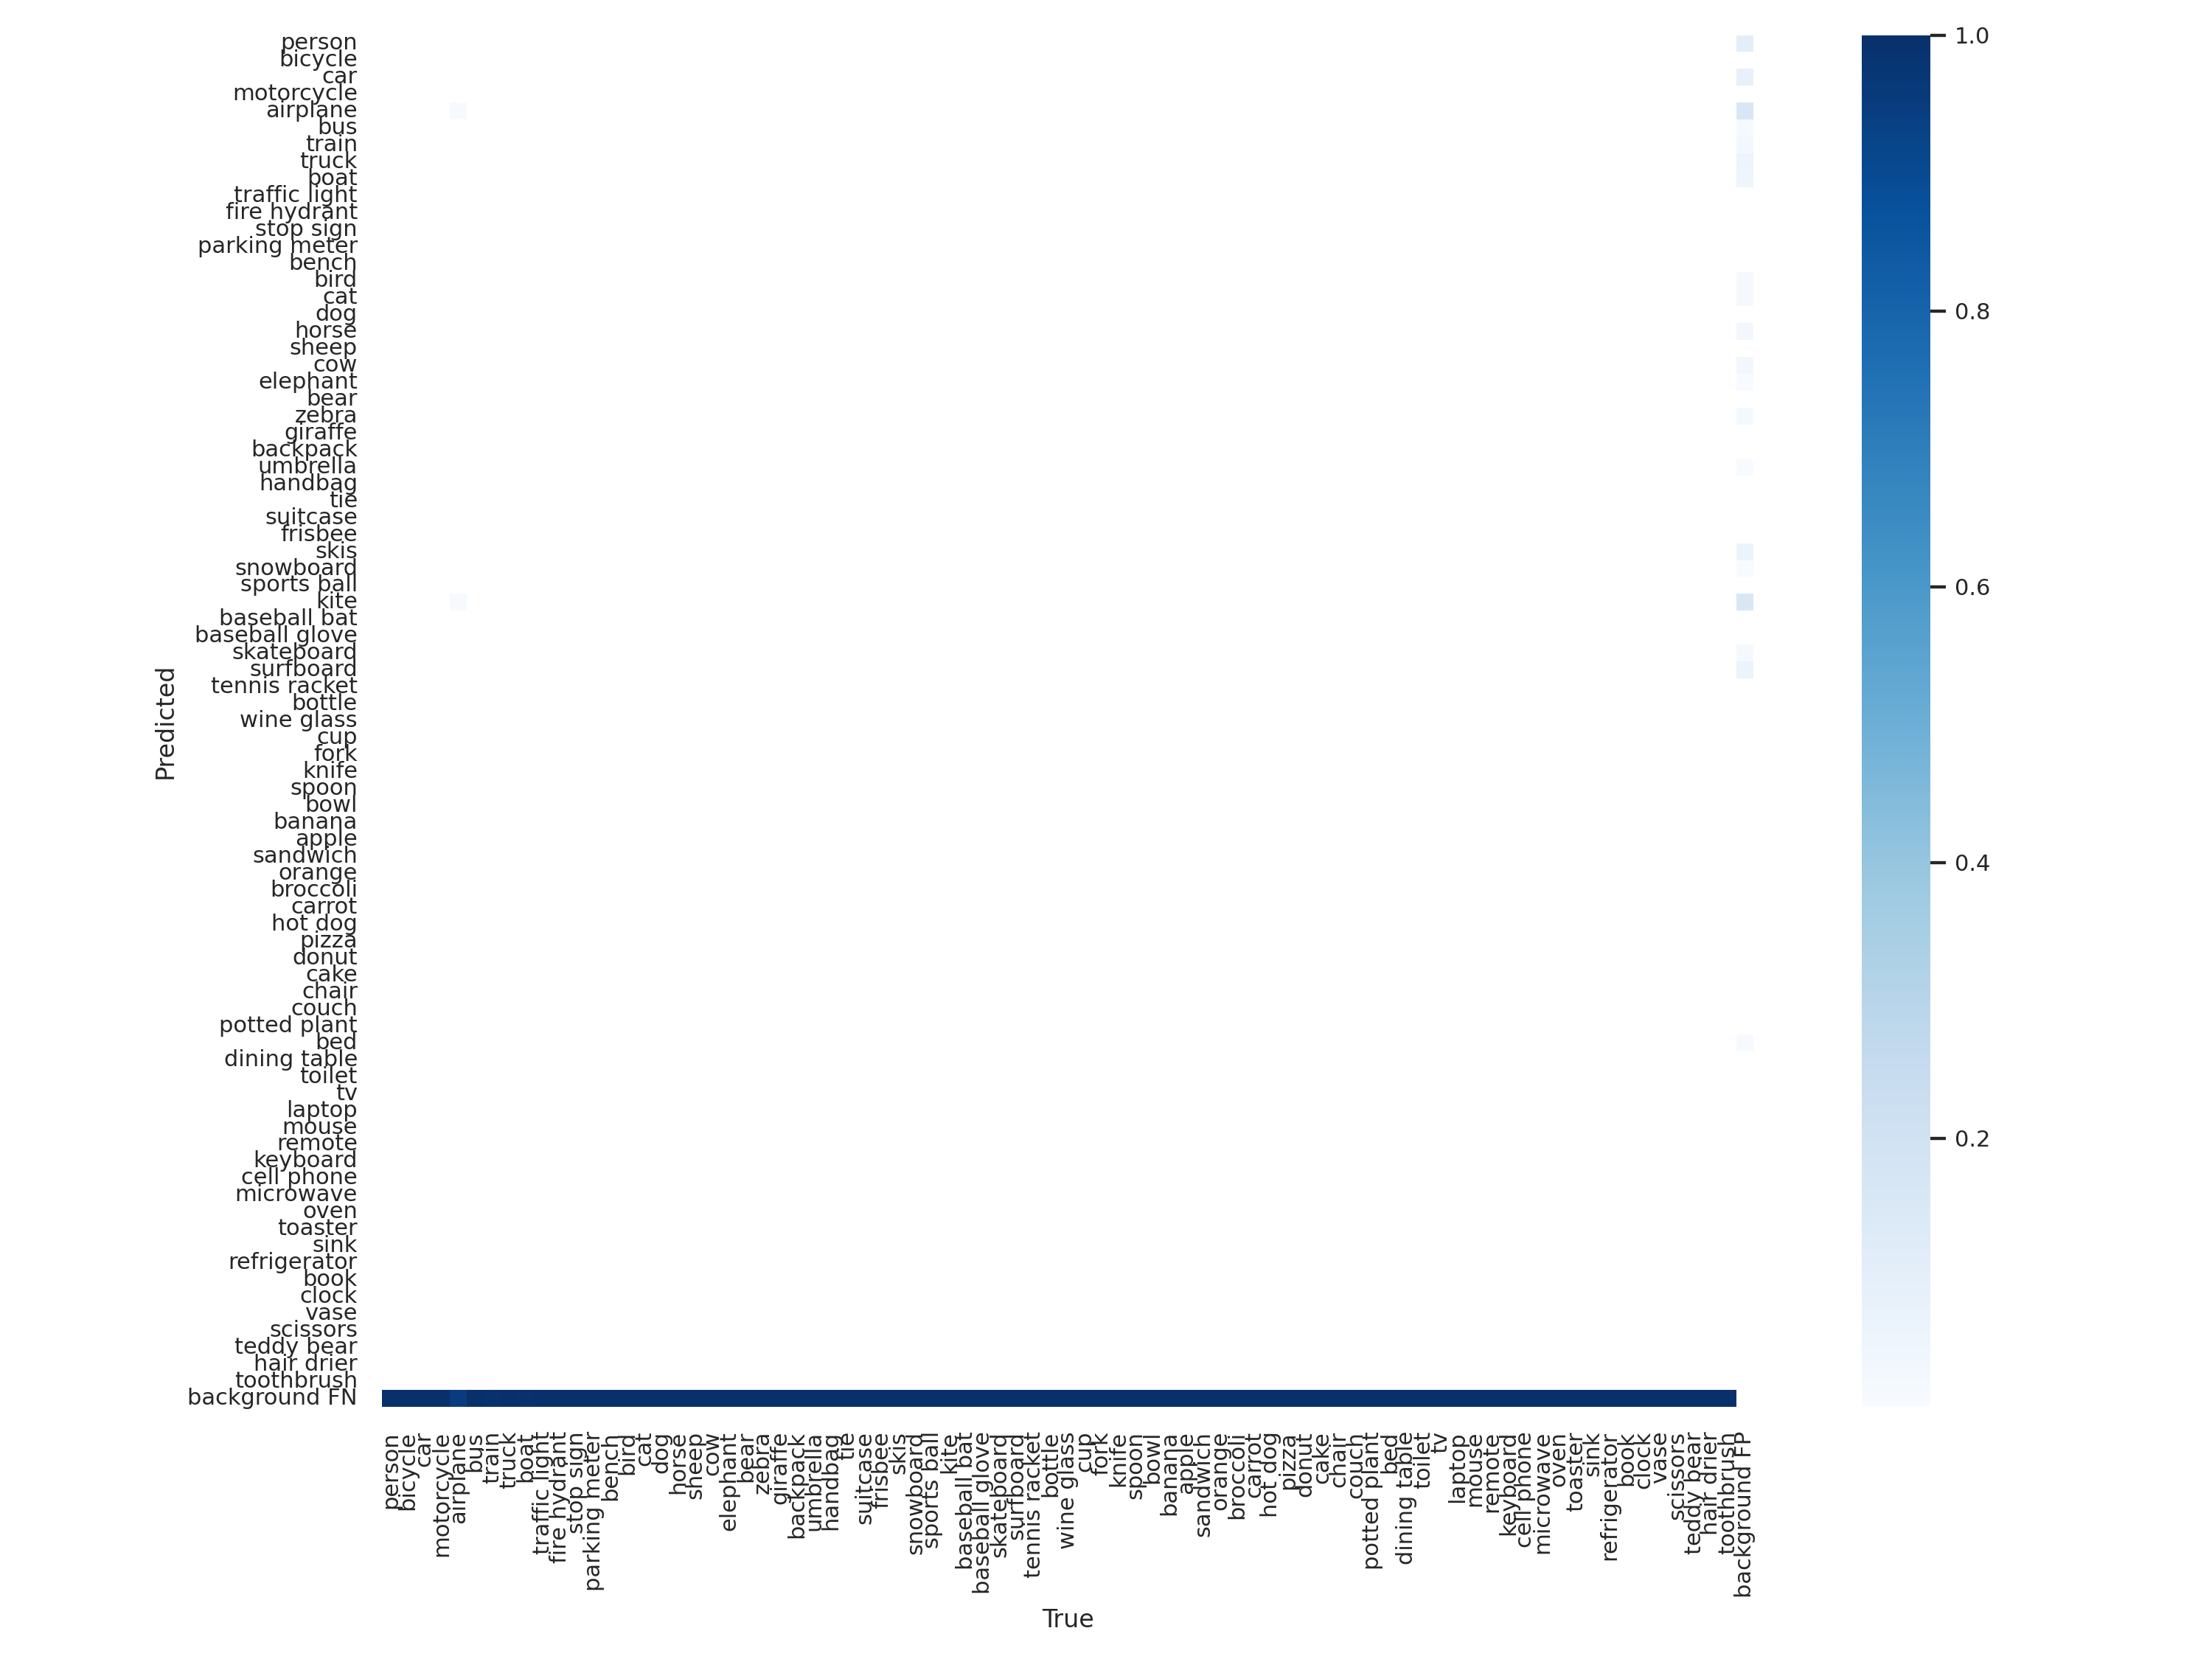 person
bicycle
car
motorcycle
airplane
bus
train
truck
boat
traffic light
fire hydrant
stop sign
parking meter
bench
bird
cat
dog
horse
sheep
cow
elephant
bear
zebra
giraffe
backpack
umbrella
handbag
tie
suitcase
frisbee
skis
snowboard
sports ball
kite
baseball bat
baseball glove
skateboard
surfboard
tennis racket
bottle
wine glass
cup
fork
knife
spoon
bowl
banana
apple
sandwich
orange
broccoli
carrot
hot dog
pizza
donut
cake
chair
couch
potted plant
bed
dining table
toilet
tv
laptop
mouse
remote
keyboard
cell phone
microwave
oven
toaster
sink
refrigerator
book
clock
vase
scissors
teddy bear
hair drier
toothbrush
background FN
Predicted
person
bicycle
car
motorcycle
airplane
bus
train
truck
boat
traffic light
fire hydrant
stop sign
parking meter
bench
bird
cat
dog
horse
sheep
cow
elephant
bear
zebra
giraffe
backpack
umbrella
handbag
tie
suitcase
frisbee
skis
snowboard
sports ball
kite
baseball bat
baseball glove
skateboard
surfboard
tennis racket
bottle
wine glass
cup
fork
knife
spoon
bowl
banana
apple
sandwich
orange
broccoli
carrot
hot dog
pizza
donut
cake
chair
couch
potted plant
bed
dining table
toilet
tv
laptop
mouse
remote
keyboard
cell phone
microwave
oven
toaster
sink
refrigerator
book
clock
vase
scissors
teddy bear
hair drier
toothbrush
background FP
True
1.0
0.8
0.6
0.4
0.2